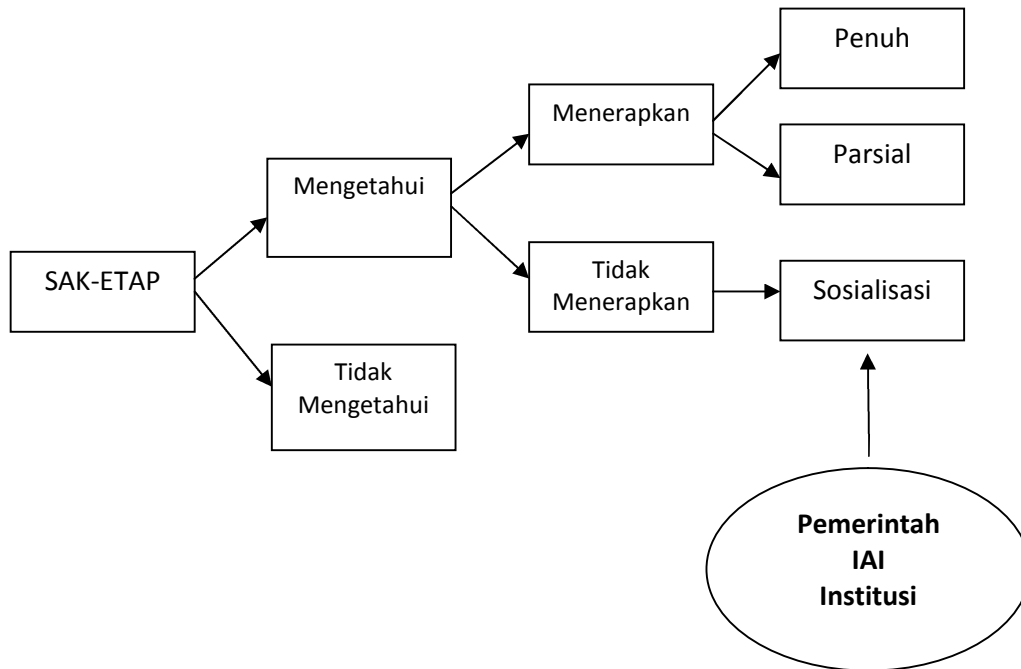 Penuh
Menerapkan
Parsial
Mengetahui
SAK-ETAP
Tidak
Menerapkan
Sosialisasi
Tidak
Mengetahui
Pemerintah
IAI
Institusi